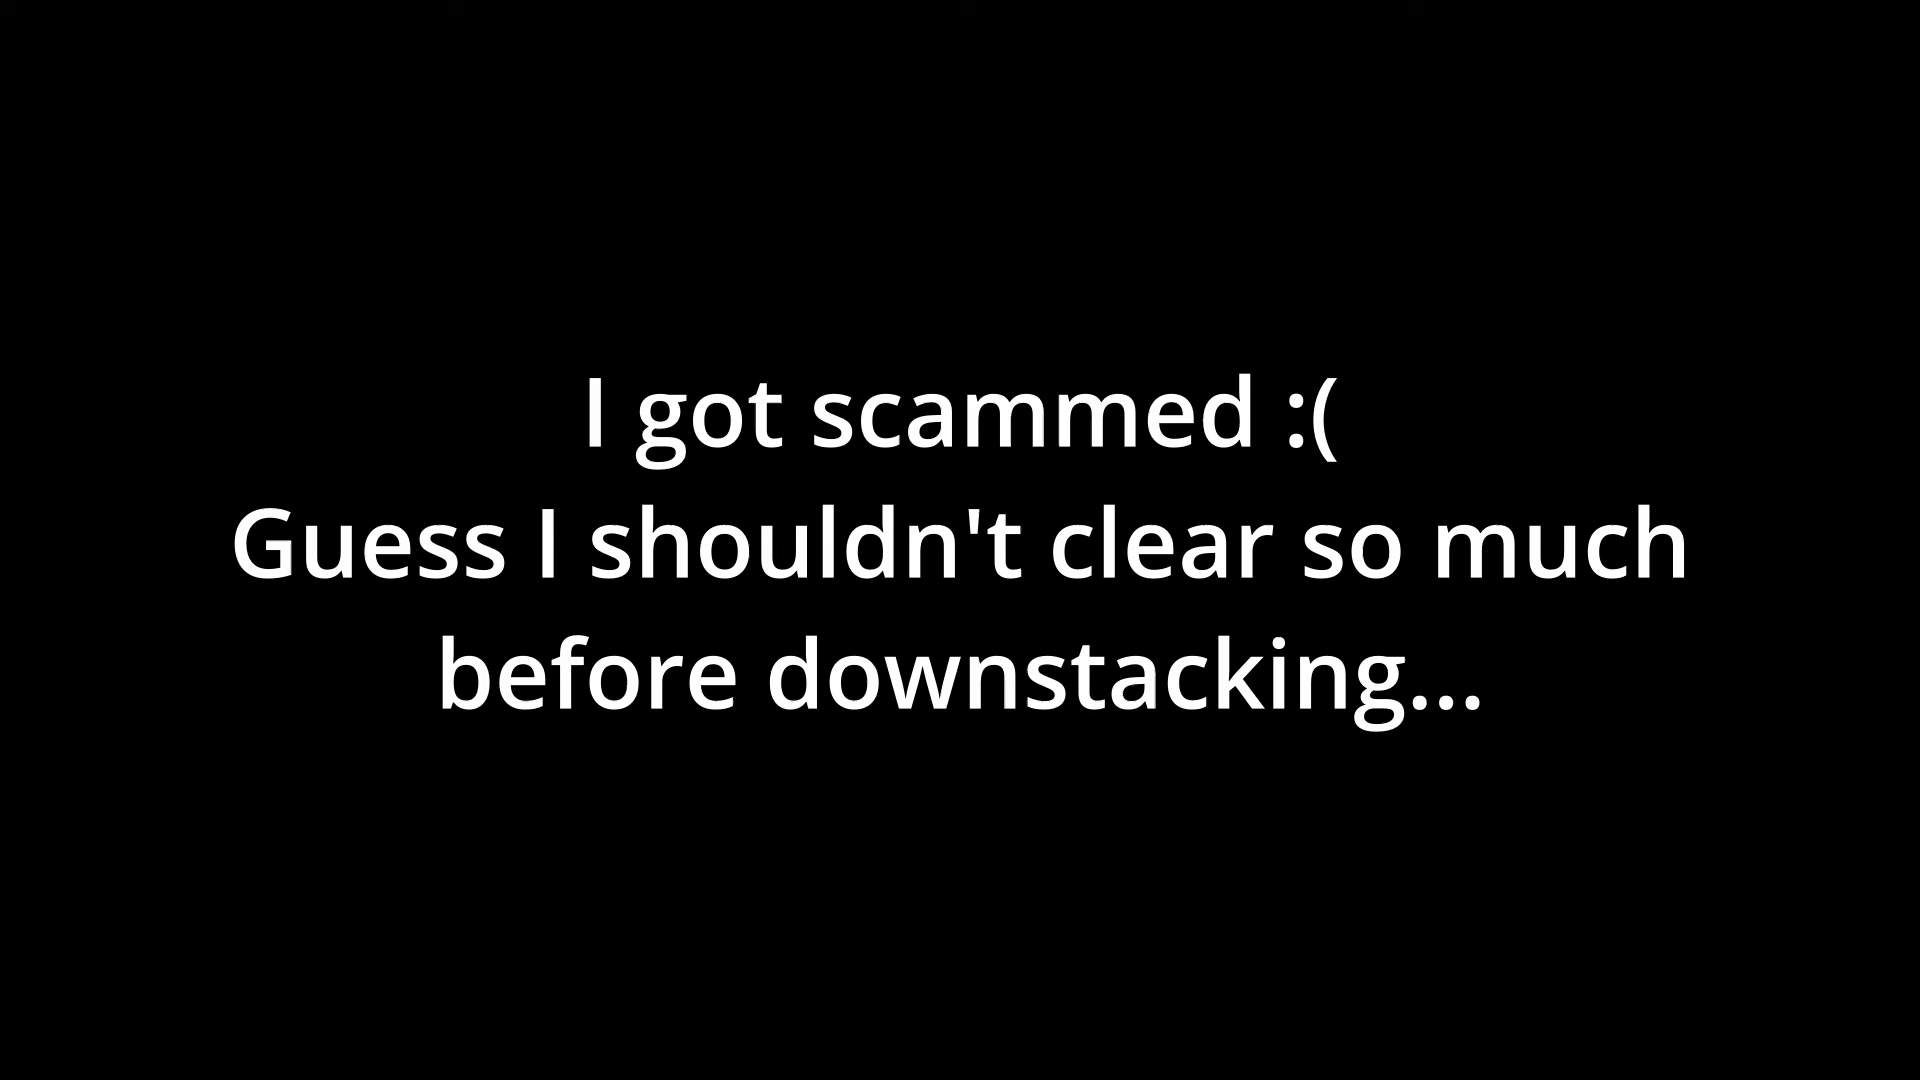 I got scammed :(
Guess I shouldn't clear so much
before downstacking...